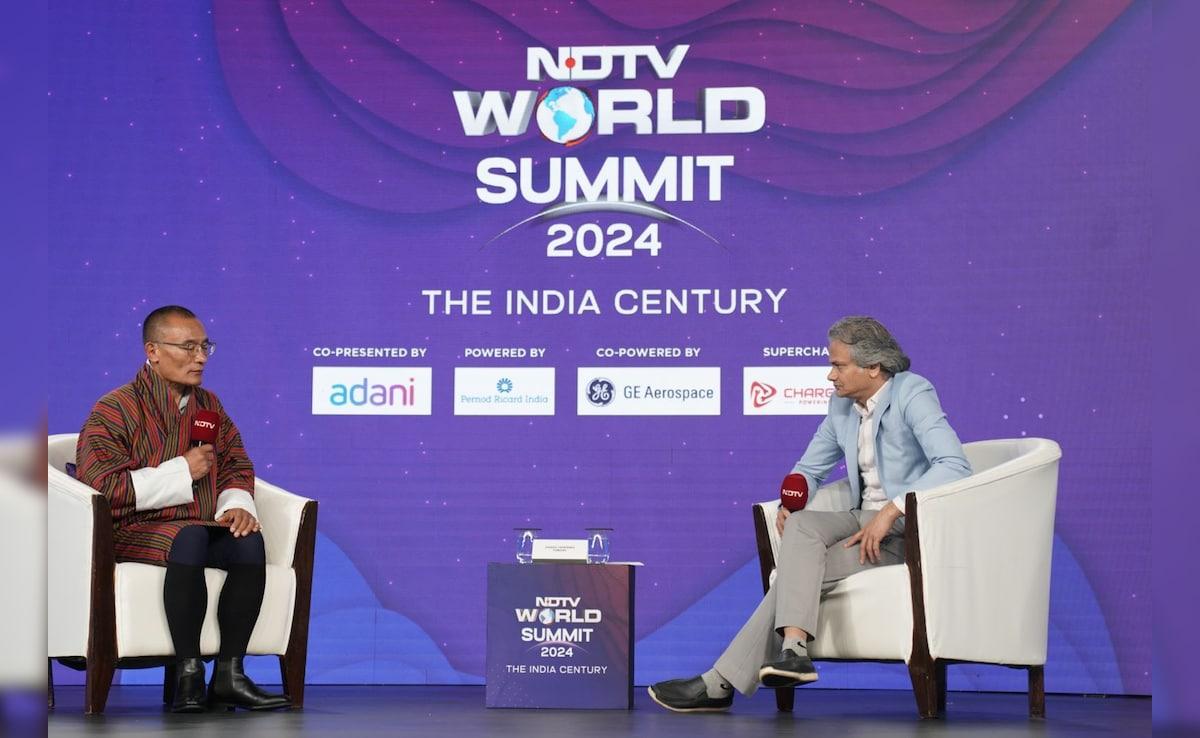 NDTV
WORLD
SUMMIT
2024
THE INDIA CENTURY
CO-PRESENTED BY
POWERED BY
CO-POWERED BY
adani
Pernod Ricard India
GE Aerospace
NDTV
NDTV
NDTV
WORLD
SUMMIT
2024
THE INDIA CENTURY